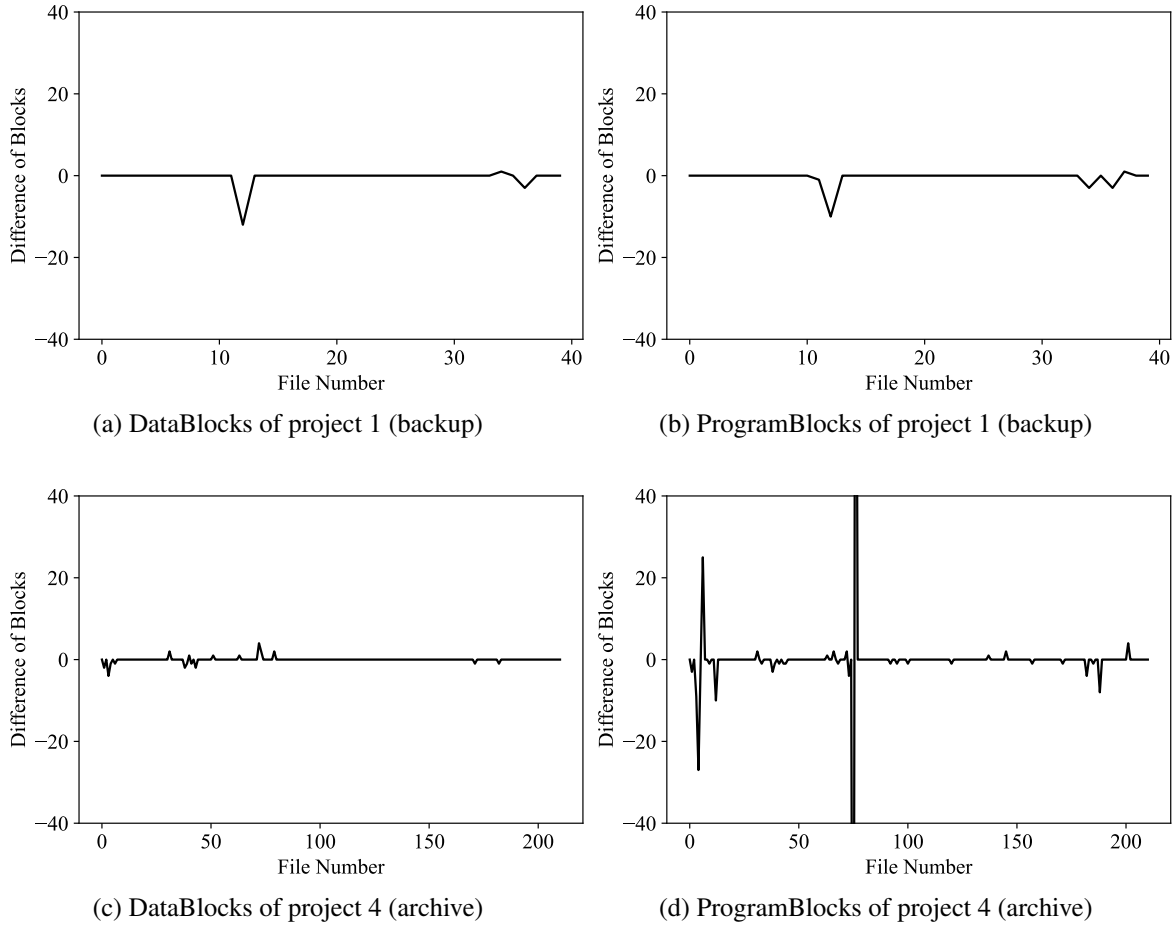 40
20
0
−20
−40
Difference of Blocks
0 10 20 30 40
File Number
(a) DataBlocks of project 1 (backup)
40
20
0
−20
−40
Difference of Blocks
0 10 20 30 40
File Number
(b) ProgramBlocks of project 1 (backup)
40
20
0
−20
−40
Difference of Blocks
0 50 100 150 200
File Number
(c) DataBlocks of project 4 (archive)
40
20
0
−20
−40
Difference of Blocks
0 50 100 150 200
File Number
(d) ProgramBlocks of project 4 (archive)